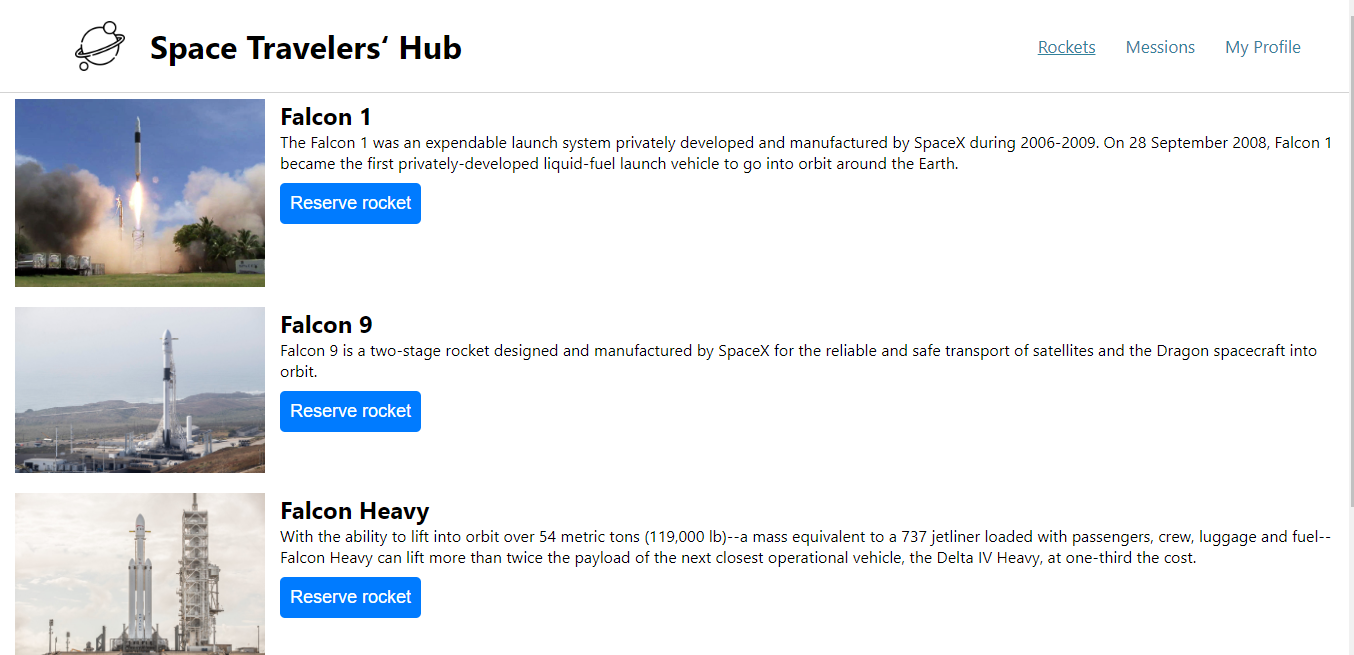 Space Travelers‘ Hub
Rockets
Messions
My Profile
Falcon 1
The Falcon 1 was an expendable launch system privately developed and manufactured by SpaceX during 2006-2009. On 28 September 2008, Falcon 1
became the first privately-developed liquid-fuel launch vehicle to go into orbit around the Earth.
Reserve rocket
Falcon 9
Falcon 9 is a two-stage rocket designed and manufactured by SpaceX for the reliable and safe transport of satellites and the Dragon spacecraft into
orbit.
Reserve rocket
Falcon Heavy
With the ability to lift into orbit over 54 metric tons (119,000 lb)--a mass equivalent to a 737 jetliner loaded with passengers, crew, luggage and fuel--
Falcon Heavy can lift more than twice the payload of the next closest operational vehicle, the Delta IV Heavy, at one-third the cost.
Reserve rocket